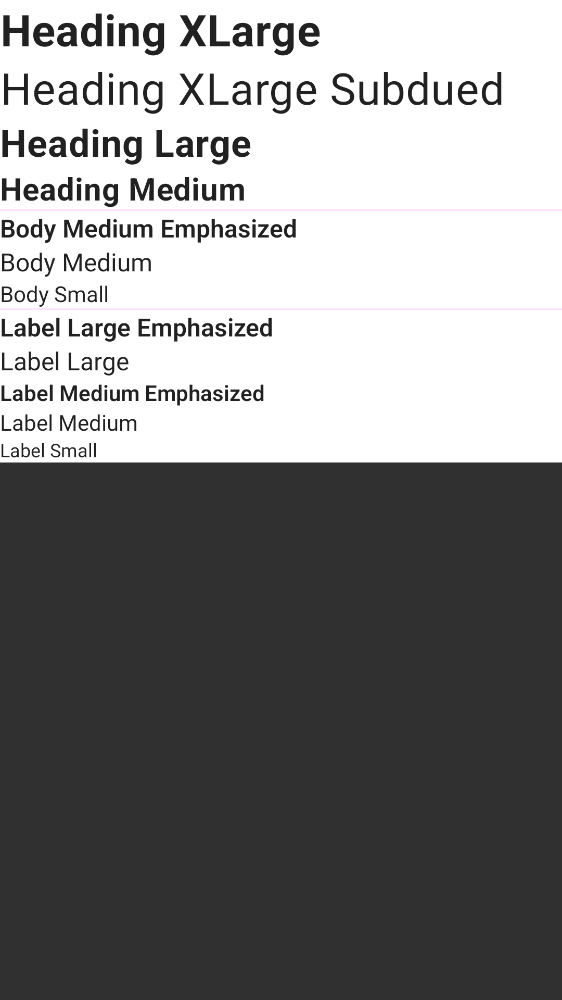 Heading XLarge
Heading XLarge Subdued
Heading Large
Heading Medium
Body Medium Emphasized
Body Medium
Body Small
Label Large Emphasized
Label Large
Label Medium Emphasized
Label Medium
Label Small